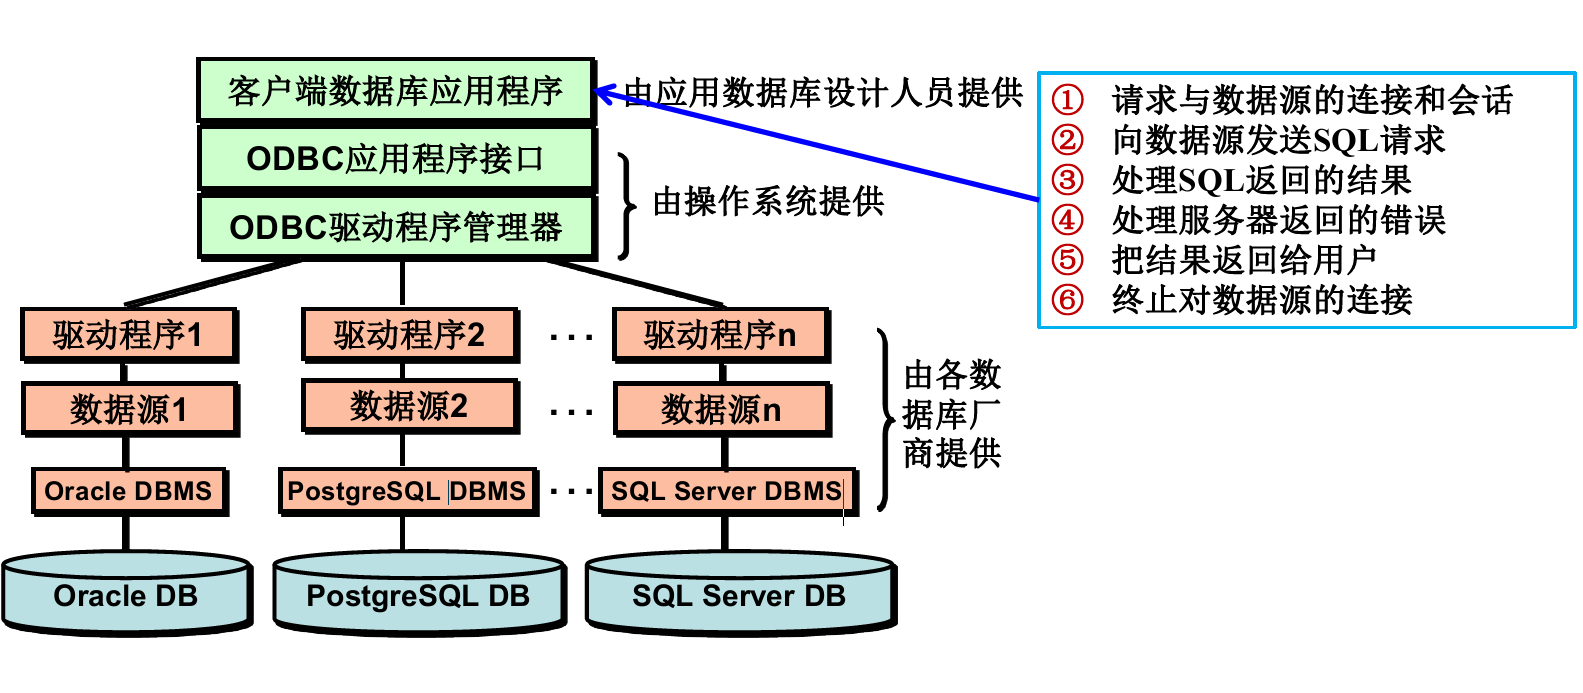 客户端数据库应用程序
由应用数据库设计人员提供
ODBC应用程序接口
ODBC驱动程序管理器
由操作系统提供
① 请求与数据源的连接和会话
② 向数据源发送SQL请求
③ 处理SQL返回的结果
④ 处理服务器返回的错误
⑤ 把结果返回给用户
⑥ 终止对数据源的连接
驱动程序1
驱动程序2
···
驱动程序n
数据源1
数据源2
···
数据源n
由各数
据库厂
商提供
Oracle DBMS
PostgreSQL DBMS
···
SQL Server DBMS
Oracle DB
PostgreSQL DB
SQL Server DB